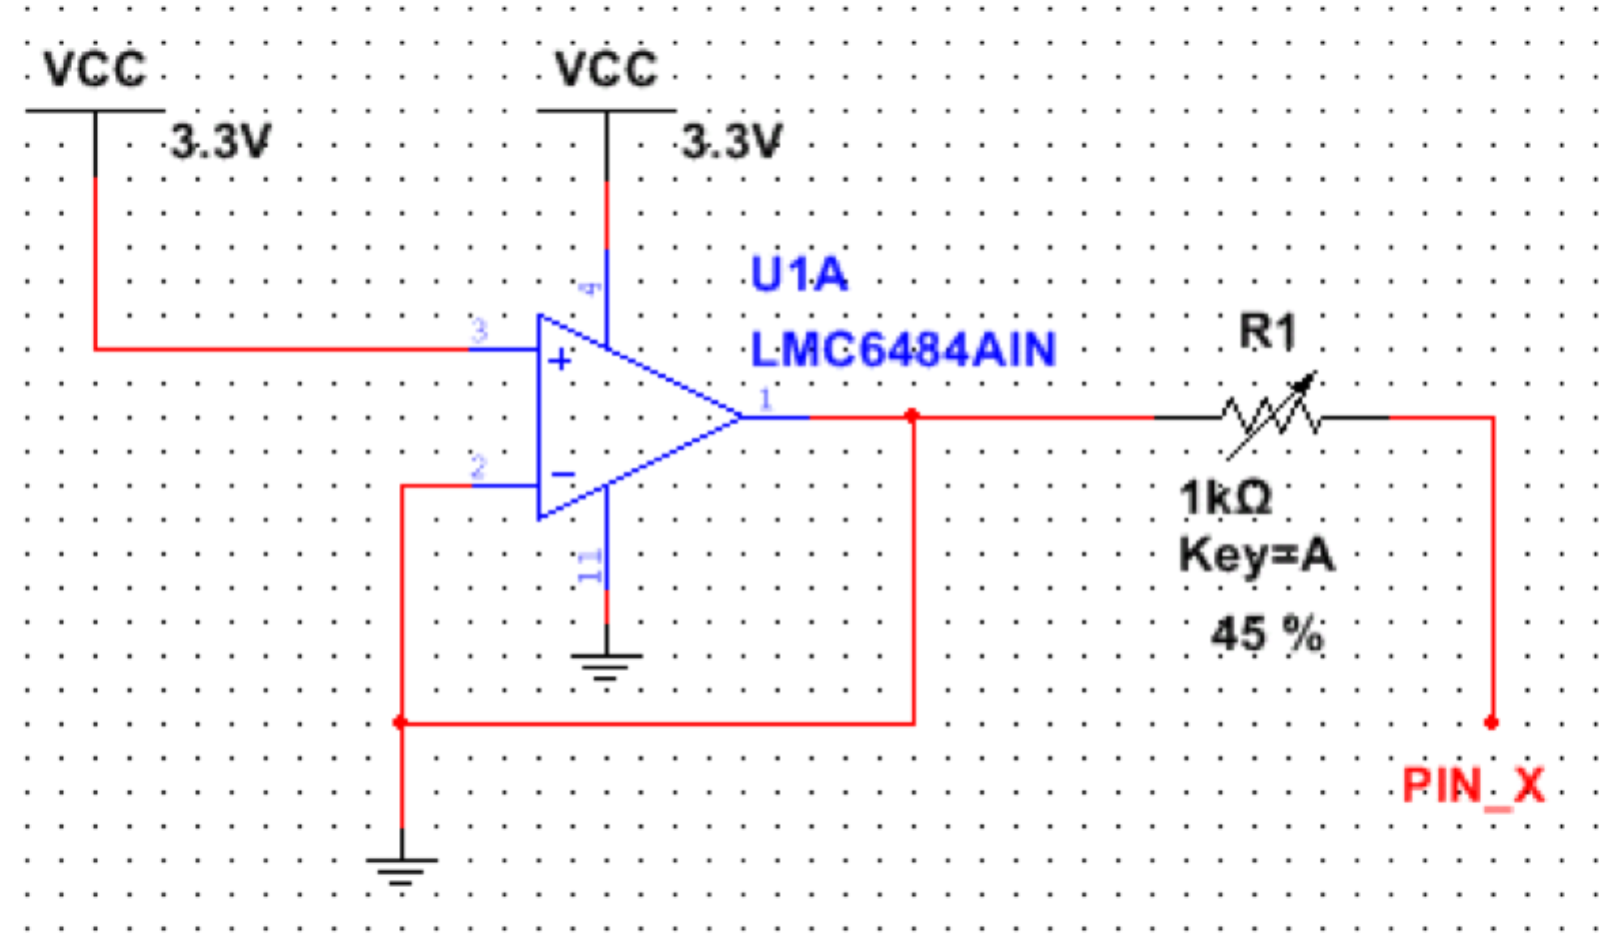 VCC
VCC
3.3V
3.3V
U1A
4
3
LMC6484AIN
R1
+
1
2
−
1kΩ
Key=A
11
45 %
PIN_X